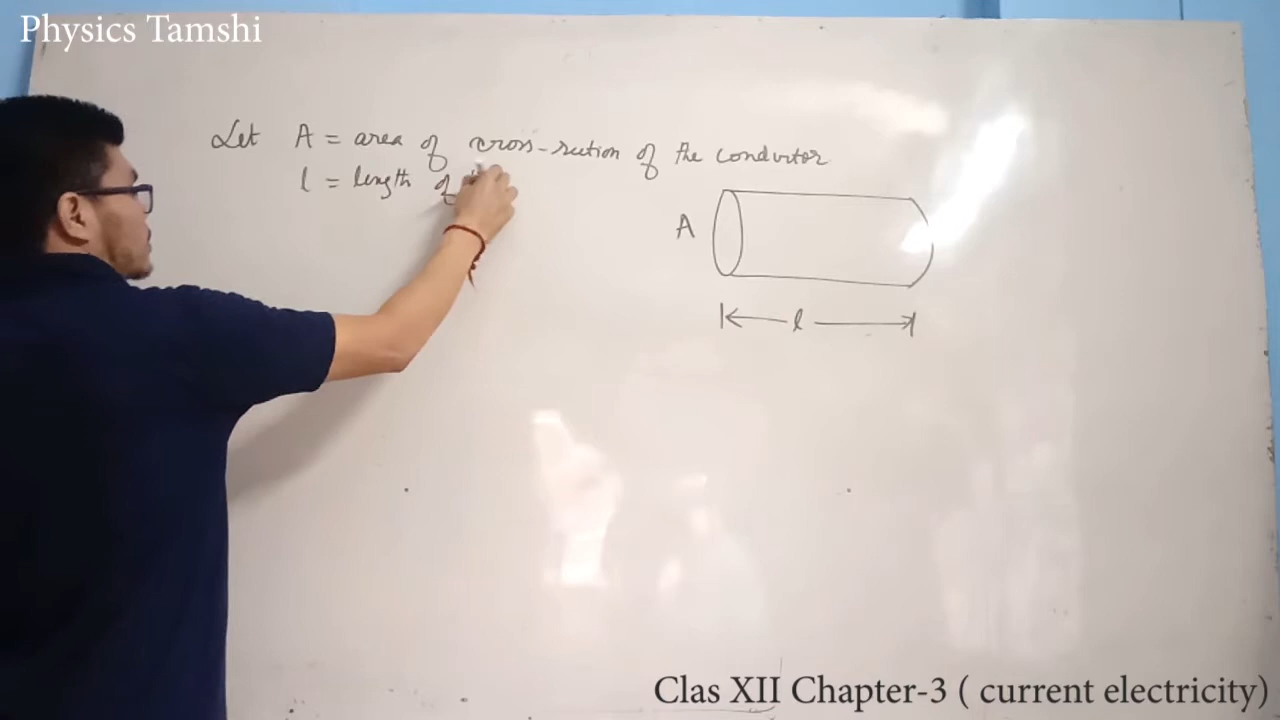 Physics Tamshi
Let A = area of cross-section of the conductor
l = length of
A
l
Clas XII Chapter-3 ( current electricity)